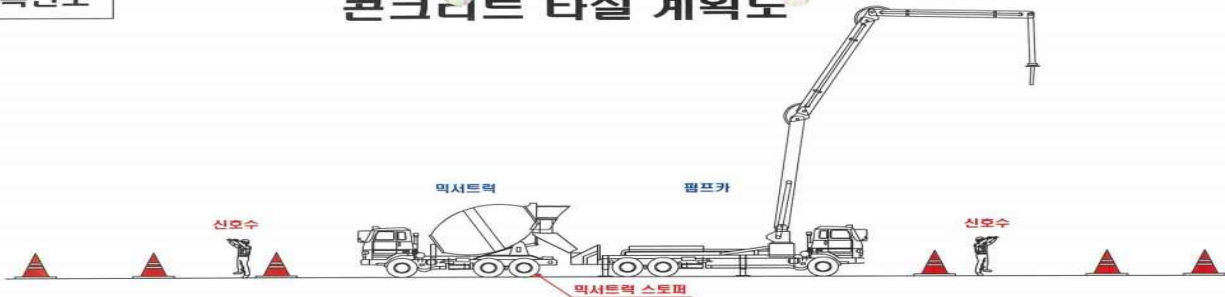 콘크리트 타설 계획도
믹서트럭
펌프카
신호수
신호수
믹서트럭 스토퍼